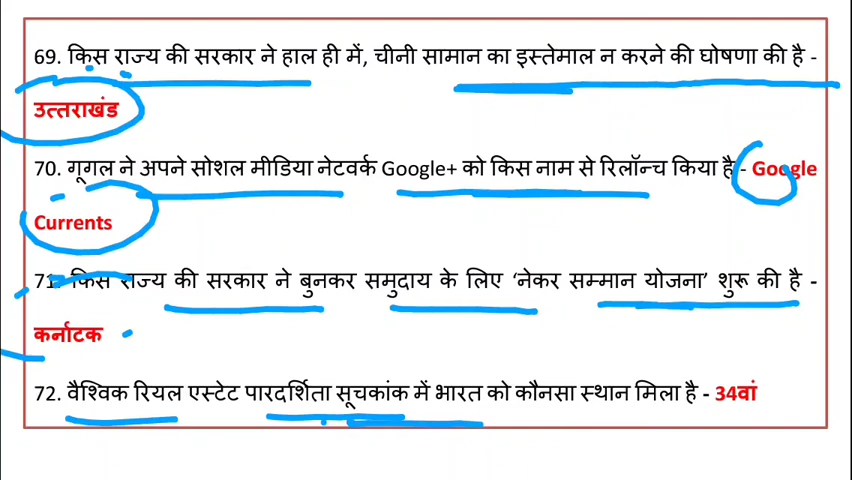 69. किस राज्य की सरकार ने हाल ही में, चीनी सामान का इस्तेमाल न करने की घोषणा की है -
उत्तराखंड
70. गूगल ने अपने सोशल मीडिया नेटवर्क Google+ को किस नाम से रिलॉन्च किया है- Google
Currents
71. किस राज्य की सरकार ने बुनकर समुदाय के लिए ‘नेकर सम्मान योजना’ शुरू की है -
कर्नाटक
72. वैश्विक रियल एस्टेट पारदर्शिता सूचकांक में भारत को कौनसा स्थान मिला है - 34वां